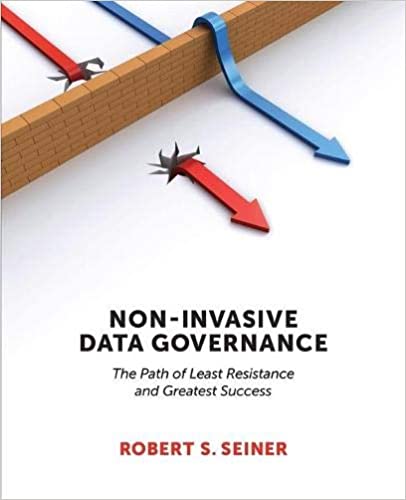 NON-INVASIVE
DATA GOVERNANCE
The Path of Least Resistance
and Greatest Success
ROBERT S. SEINER